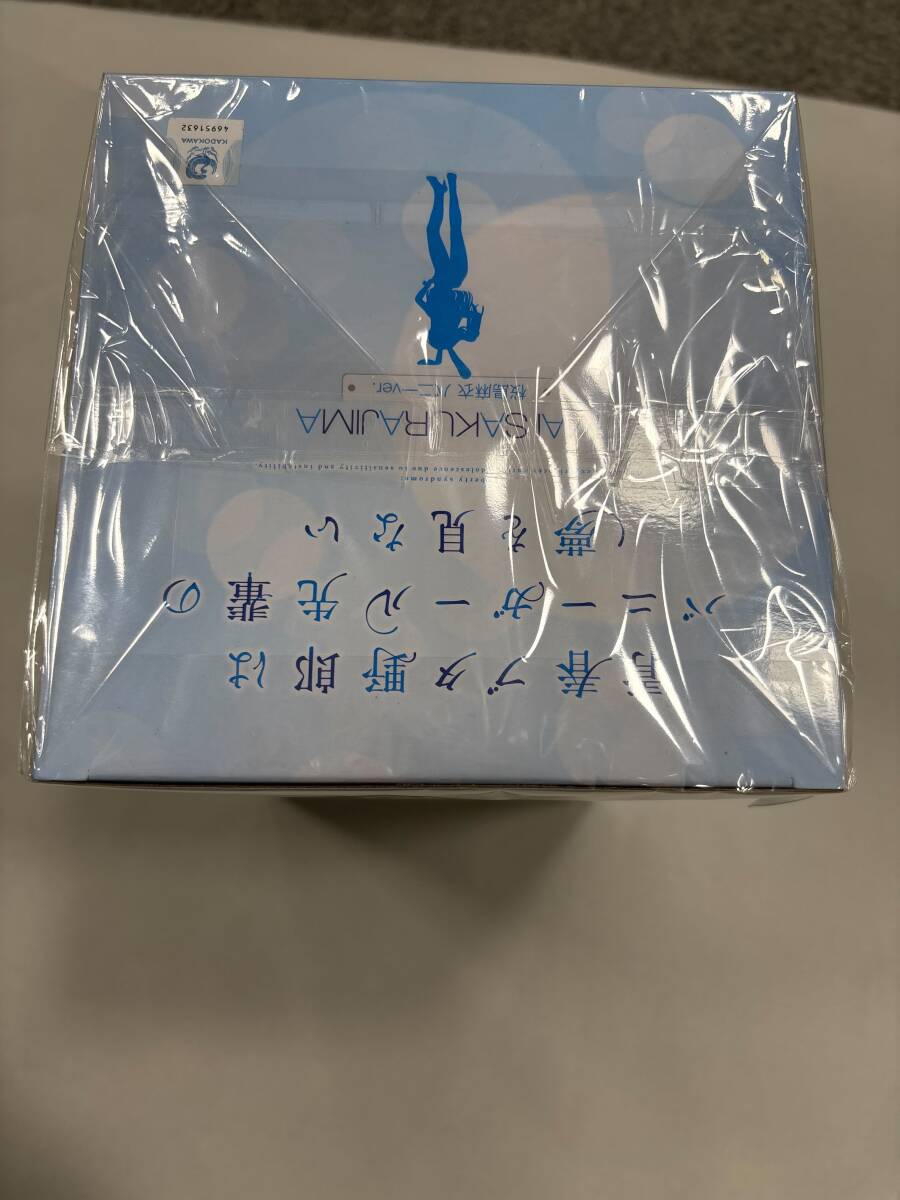 青春ブタ野郎は
バニーガール先輩の
夢を見ない
AI SAKURAJIMA
桜島麻衣 バニーver.
KADOKAWA
46951632